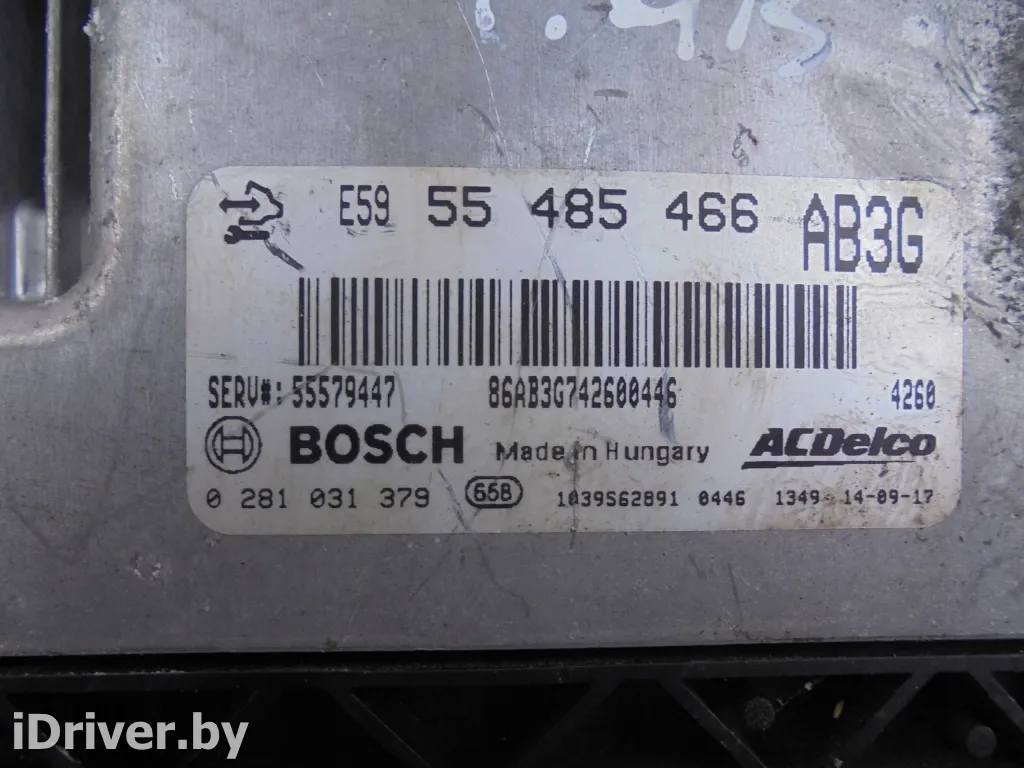 E59 55 485 466 AB3G
SERV#: 55579447 86AB3G742600446 4260
BOSCH Made in Hungary ACDelco
0 281 031 379 65B 1039S62891 0446 1349 14-09-17
iDriver.by